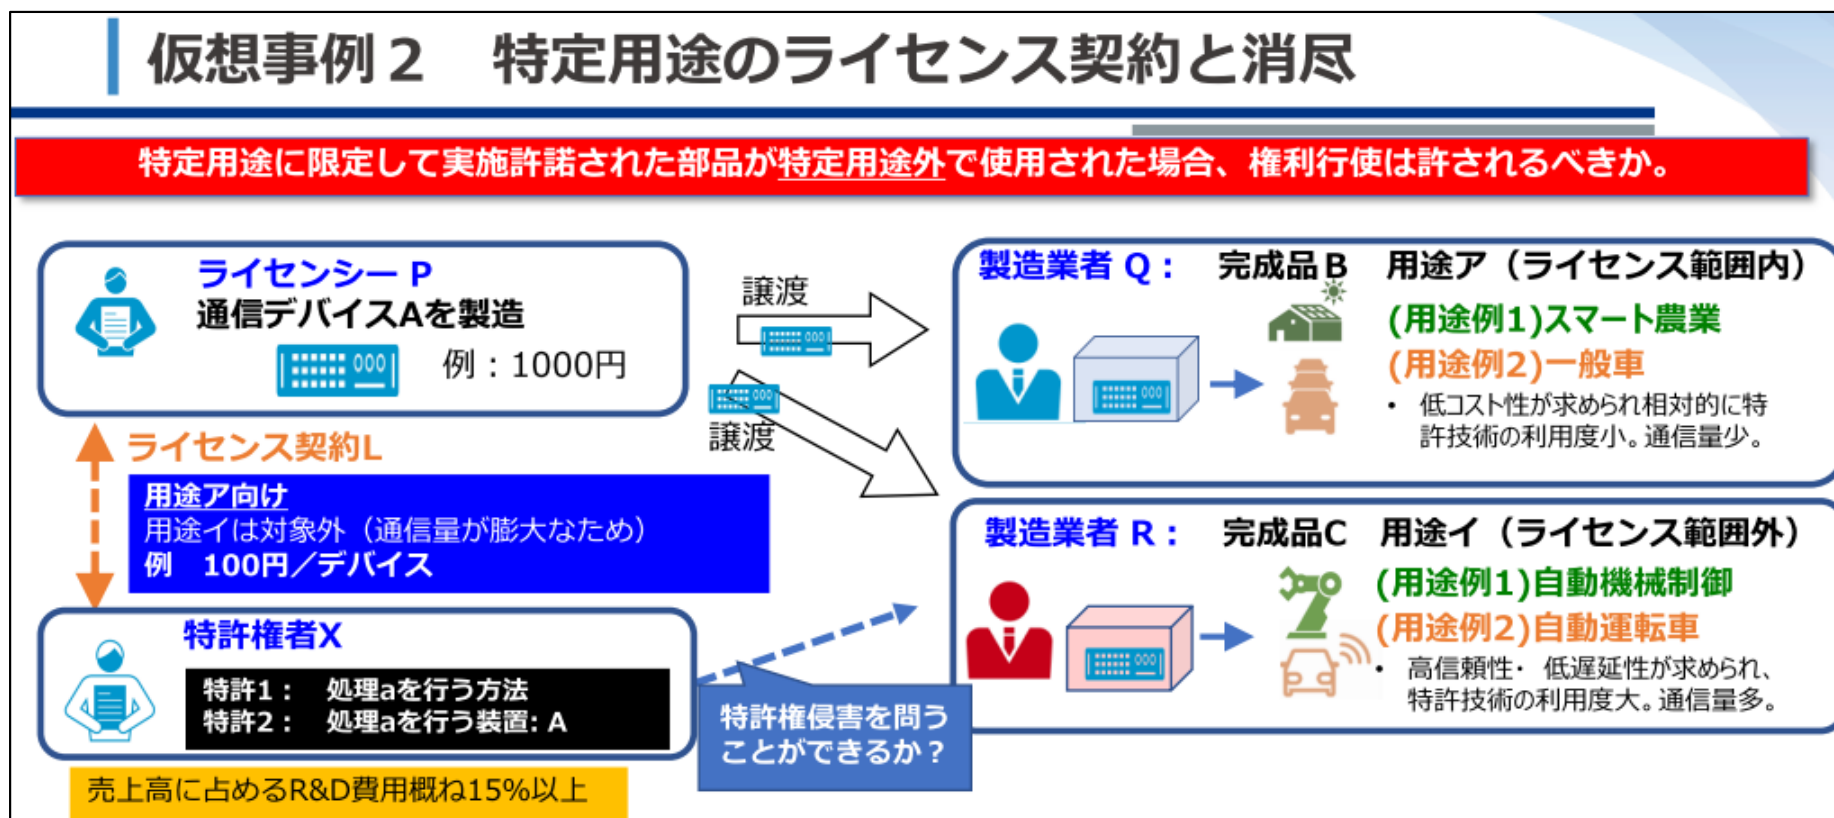 仮想事例２　特定用途のライセンス契約と消尽
特定用途に限定して実施許諾された部品が特定用途外で使用された場合、権利行使は許されるべきか。
ライセンシー P
通信デバイスAを製造
例：1000円
譲渡
譲渡
ライセンス契約L
用途ア向け
用途イは対象外（通信量が膨大なため）
例　100円／デバイス
特許権者X
特許1：　処理aを行う方法
特許2：　処理aを行う装置: A
売上高に占めるR&D費用概ね15%以上
特許権侵害を問う
ことができるか？
製造業者 Q：　完成品B　用途ア（ライセンス範囲内）
(用途例1)スマート農業
(用途例2)一般車
• 低コスト性が求められ相対的に特
許技術の利用度小。通信量少。
製造業者 R：　完成品C　用途イ（ライセンス範囲外）
(用途例1)自動機械制御
(用途例2)自動運転車
• 高信頼性・ 低遅延性が求められ、
特許技術の利用度大。通信量多。